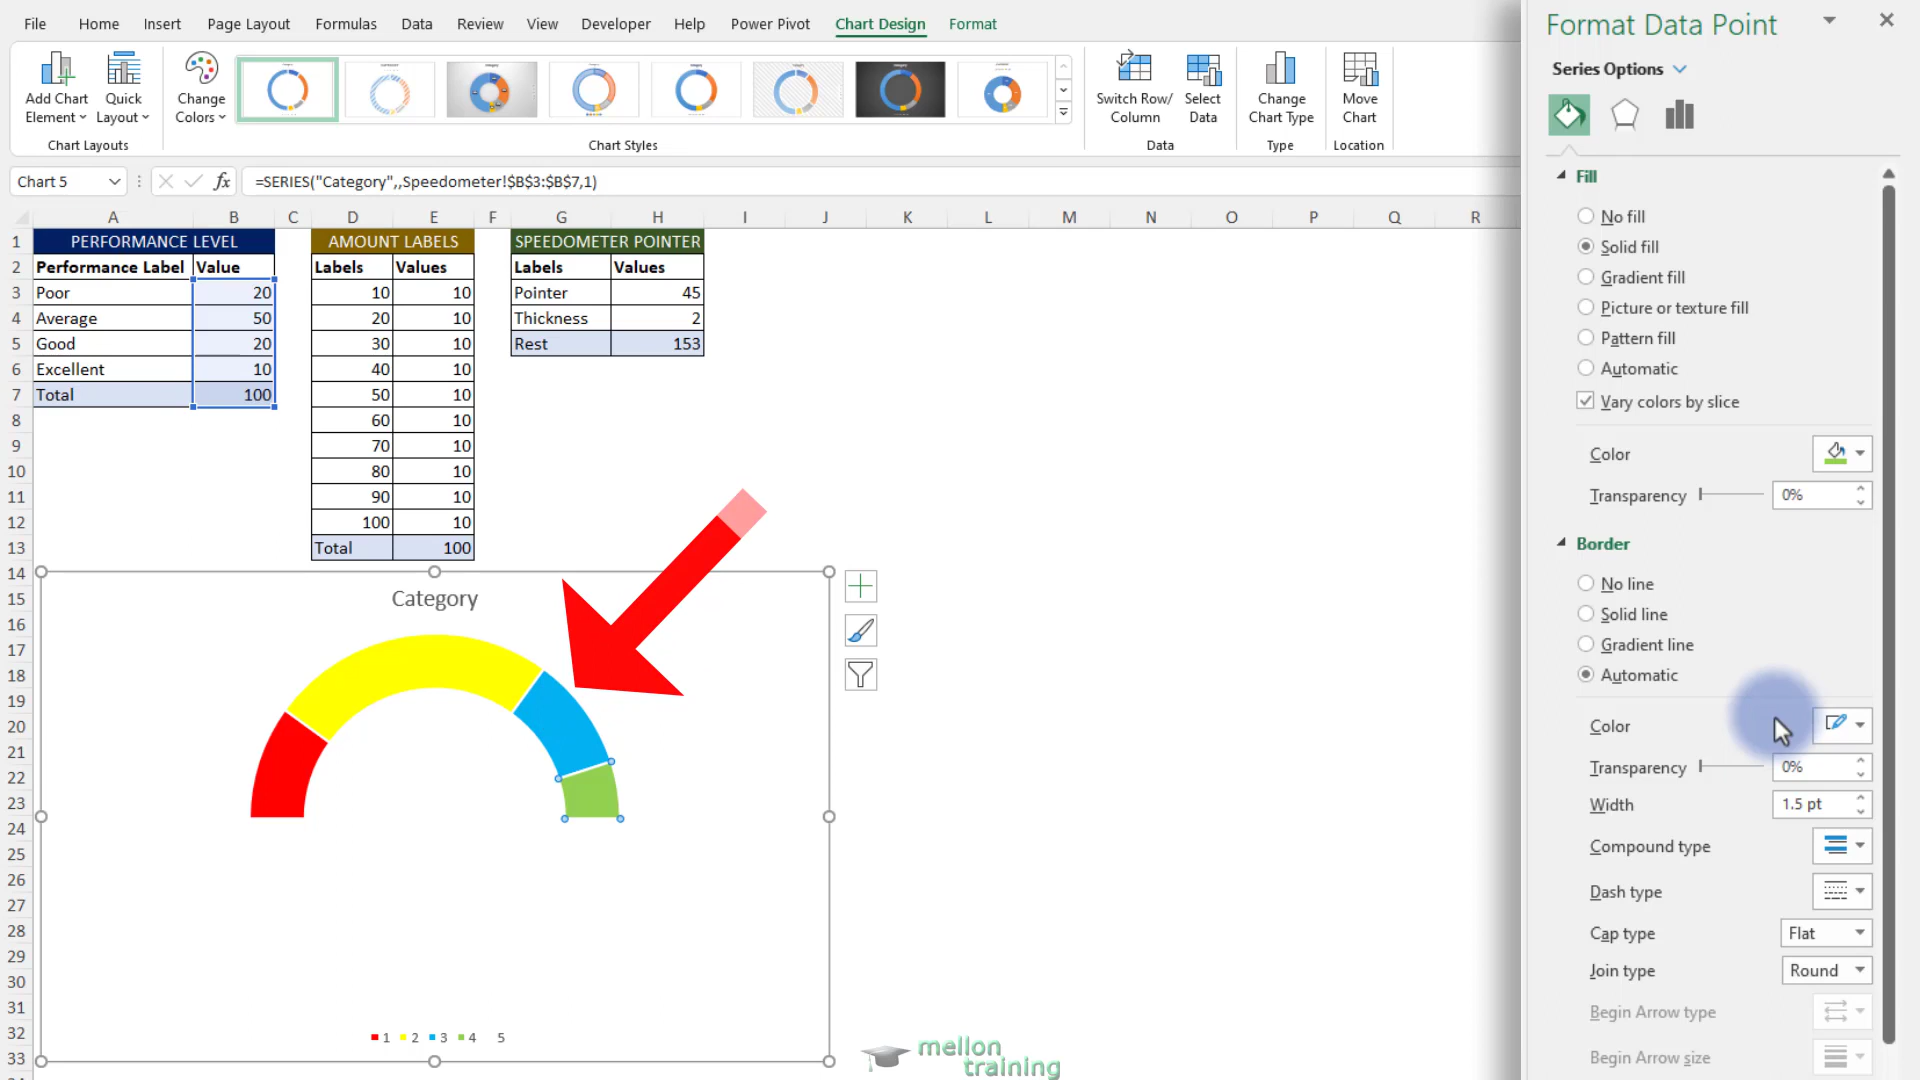 File Home Insert Page Layout Formulas Data Review View Developer Help Power Pivot Chart Design Format
Add Chart Element
Quick Layout
Change Colors
Switch Row/ Column
Select Data
Change Chart Type
Move Chart
Chart Layouts Chart Styles Data Type Location
Chart 5 fx =SERIES("Category",,Speedometer!$B$3:$B$7,1)
A B C D E F G H I J K L M N O P Q R
1 PERFORMANCE LEVEL AMOUNT LABELS SPEEDOMETER POINTER
2 Performance Label Value Labels Values Labels Values
3 Poor 20 10 10 Pointer 45
4 Average 50 20 10 Thickness 2
5 Good 20 30 10 Rest 153
6 Excellent 10 40 10
7 Total 100 50 10
8 60 10
9 70 10
10 80 10
11 90 10
12 100 10
13 Total 100
14
15 Category
16
17
18
19
20
21
22
23
24
25
26
27
28
29
30
31
32 1 2 3 4 5
33
mellon
training
Format Data Point
Series Options
Fill
No fill
Solid fill
Gradient fill
Picture or texture fill
Pattern fill
Automatic
Vary colors by slice
Color
Transparency 0%
Border
No line
Solid line
Gradient line
Automatic
Color
Transparency 0%
Width 1.5 pt
Compound type
Dash type
Cap type Flat
Join type Round
Begin Arrow type
Begin Arrow size